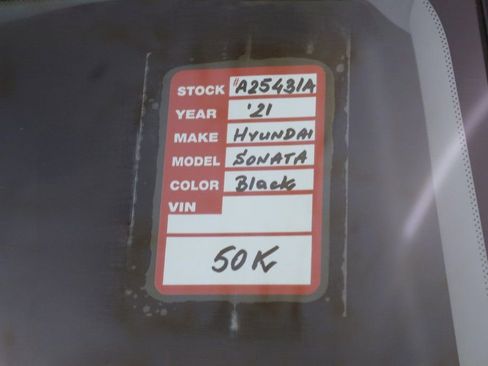 STOCK "A25431A
YEAR '21
MAKE HYUNDAI
MODEL SONATA
COLOR Black
VIN
50K